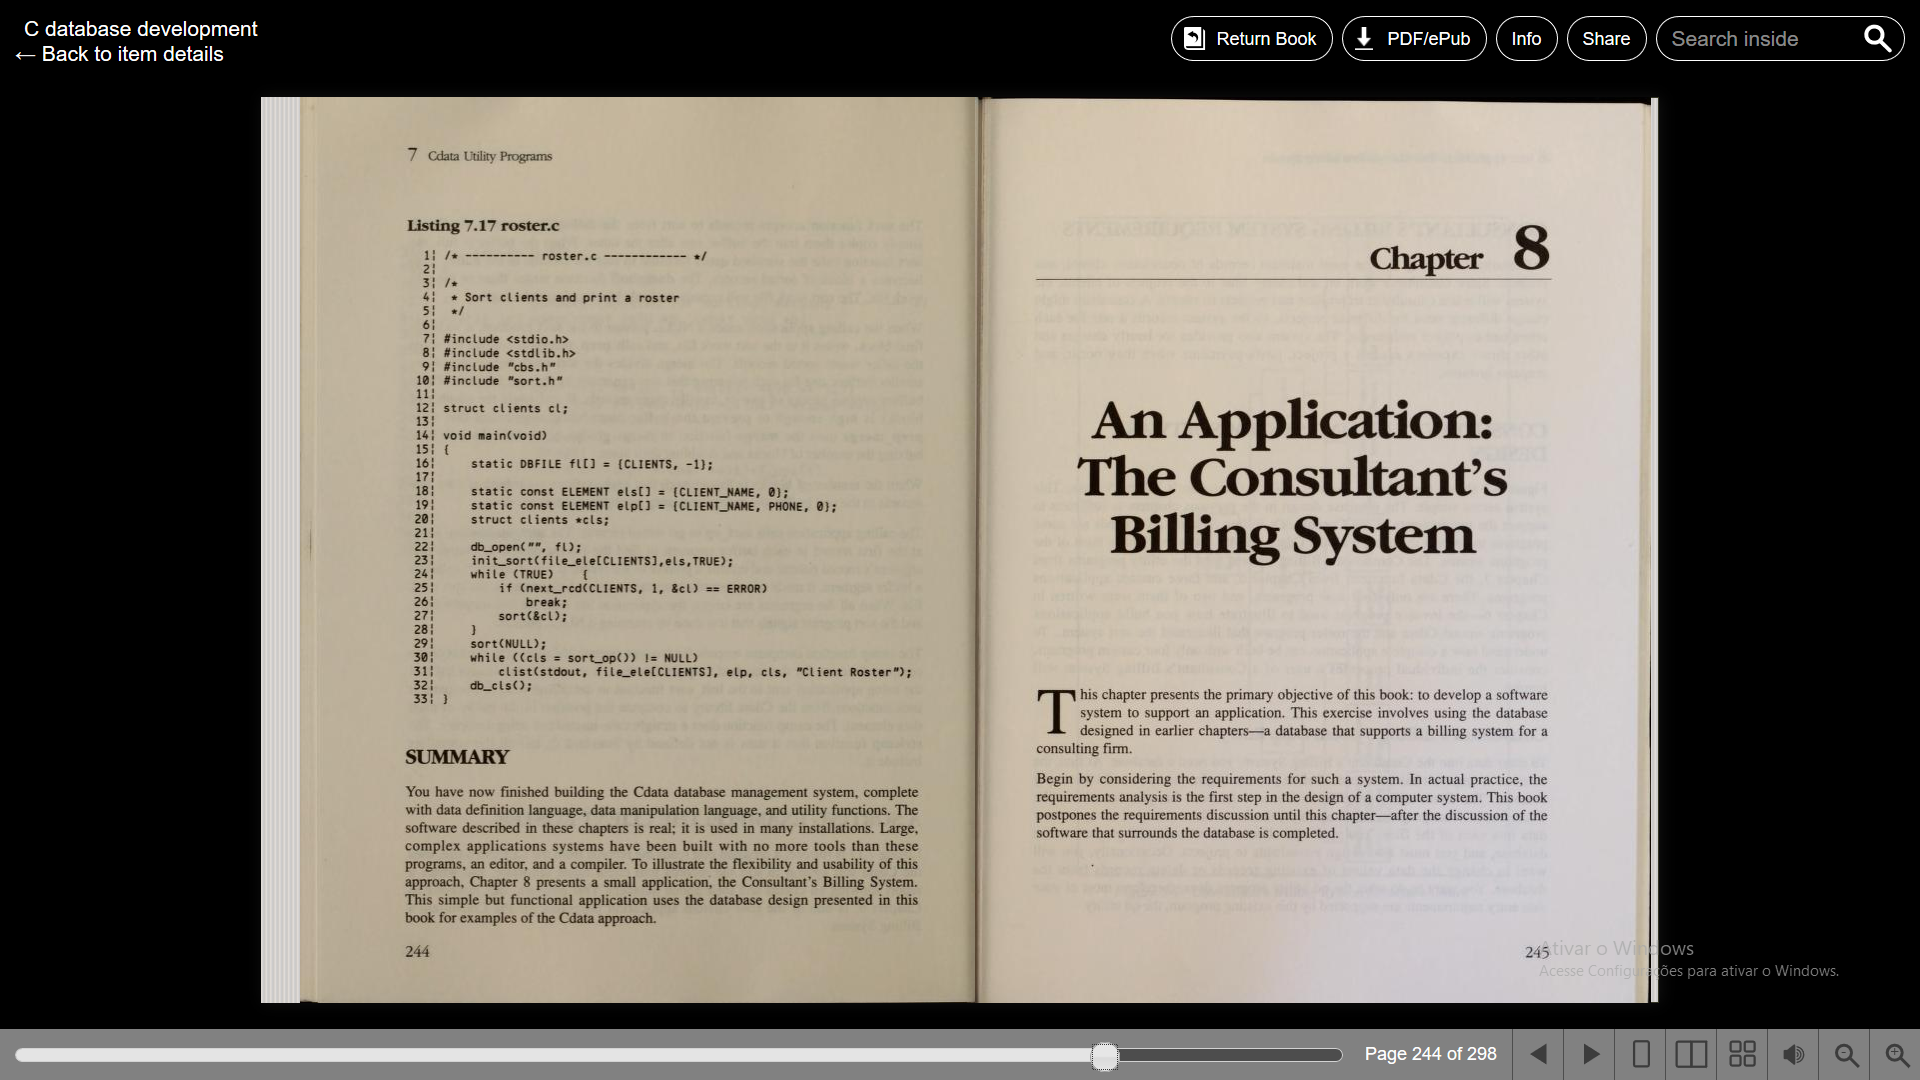 C database development
← Back to item details
Return Book
PDF/ePub
Info
Share
Search inside
7 Cdata Utility Programs
Listing 7.17 roster.c
1¦ /* ---------- roster.c ------------ */
2¦
3¦ /*
4¦  * Sort clients and print a roster
5¦  */
6¦
7¦ #include <stdio.h>
8¦ #include <stdlib.h>
9¦ #include "cbs.h"
10¦ #include "sort.h"
11¦
12¦ struct clients cl;
13¦
14¦ void main(void)
15¦ {
16¦     static DBFILE fl[] = {CLIENTS, -1};
17¦
18¦     static const ELEMENT els[] = {CLIENT_NAME, 0};
19¦     static const ELEMENT elp[] = {CLIENT_NAME, PHONE, 0};
20¦     struct clients *cls;
21¦
22¦     db_open("", fl);
23¦     init_sort(file_ele[CLIENTS],els,TRUE);
24¦     while (TRUE)    {
25¦         if (next_rcd(CLIENTS, 1, &cl) == ERROR)
26¦             break;
27¦         sort(&cl);
28¦     }
29¦     sort(NULL);
30¦     while ((cls = sort_op()) != NULL)
31¦         clist(stdout, file_ele[CLIENTS], elp, cls, "Client Roster");
32¦     db_cls();
33¦ }
SUMMARY
You have now finished building the Cdata database management system, complete
with data definition language, data manipulation language, and utility functions. The
software described in these chapters is real; it is used in many installations. Large,
complex applications systems have been built with no more tools than these
programs, an editor, and a compiler. To illustrate the flexibility and usability of this
approach, Chapter 8 presents a small application, the Consultant's Billing System.
This simple but functional application uses the database design presented in this
book for examples of the Cdata approach.
244
Chapter 8
An Application:
The Consultant's
Billing System
This chapter presents the primary objective of this book: to develop a software
system to support an application. This exercise involves using the database
designed in earlier chapters—a database that supports a billing system for a
consulting firm.
Begin by considering the requirements for such a system. In actual practice, the
requirements analysis is the first step in the design of a computer system. This book
postpones the requirements discussion until this chapter—after the discussion of the
software that surrounds the database is completed.
245
Ativar o Windows
Acesse Configurações para ativar o Windows.
Page 244 of 298